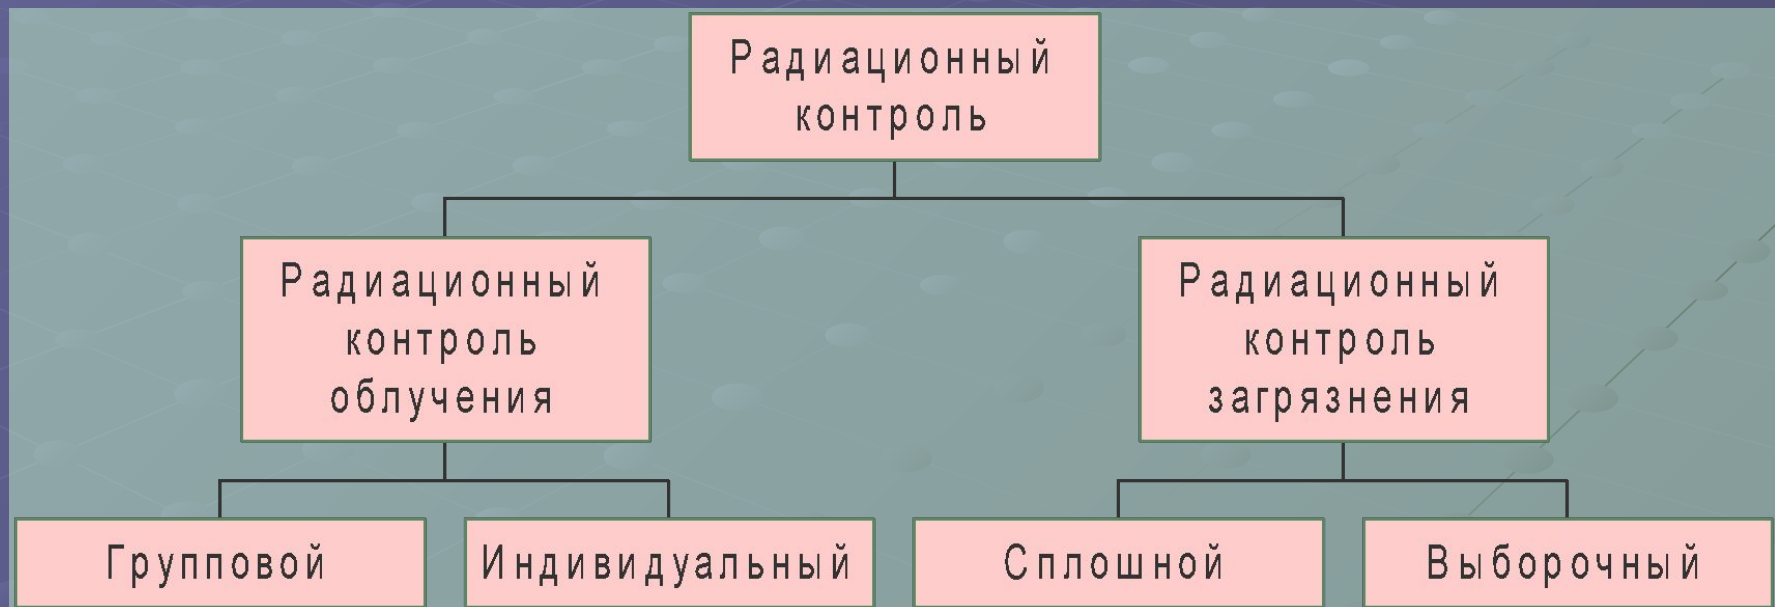 Радиационный
контроль
Радиационный
контроль
облучения
Радиационный
контроль
загрязнения
Групповой
Индивидуальный
Сплошной
Выборочный